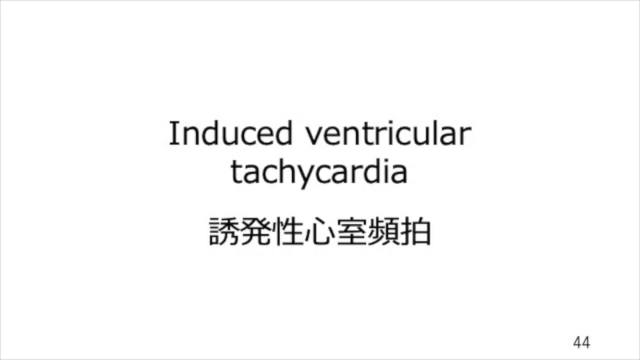 Induced ventricular
tachycardia
誘発性心室頻拍
44